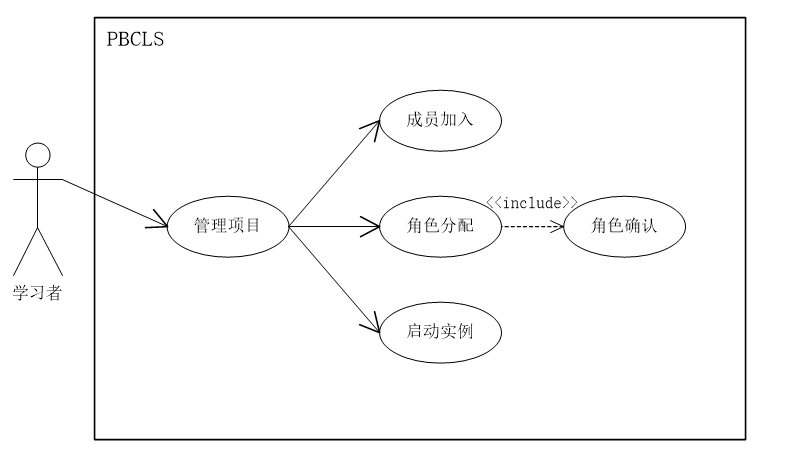 PBCLS
成员加入
<<include>>
管理项目
角色分配
角色确认
学习者
启动实例